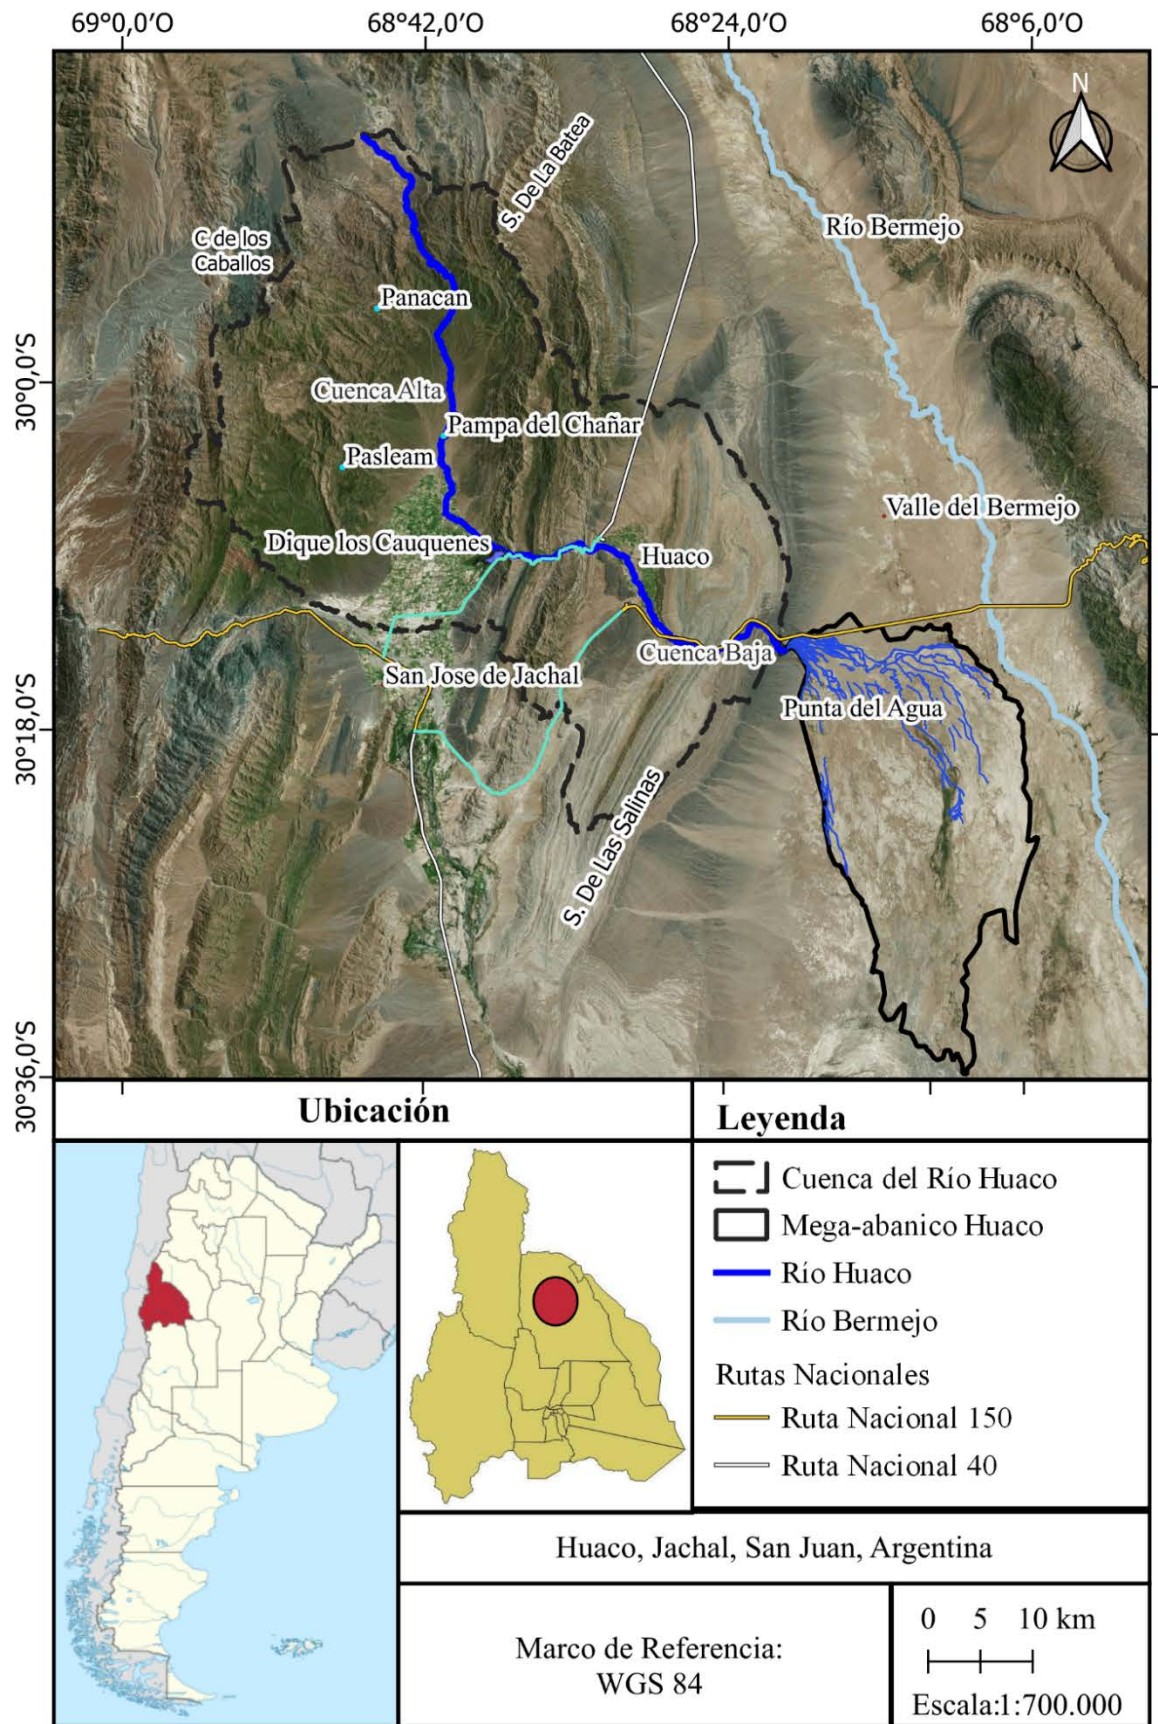 69°0,0'O
68°42,0'O
68°24,0'O
68°6,0'O
N
S. De La Batea
Río Bermejo
C de los
Caballos
Panacan
30°0,0'S
Cuenca Alta
Pampa del Chañar
Pasleam
Valle del Bermejo
Dique los Cauquenes
Huaco
Cuenca Baja
San Jose de Jachal
Punta del Agua
30°18,0'S
S. De Las Salinas
30°36,0'S
Ubicación
Leyenda
Cuenca del Río Huaco
Mega-abanico Huaco
Río Huaco
Río Bermejo
Rutas Nacionales
Ruta Nacional 150
Ruta Nacional 40
Huaco, Jachal, San Juan, Argentina
Marco de Referencia:
WGS 84
0 5 10 km
Escala:1:700.000